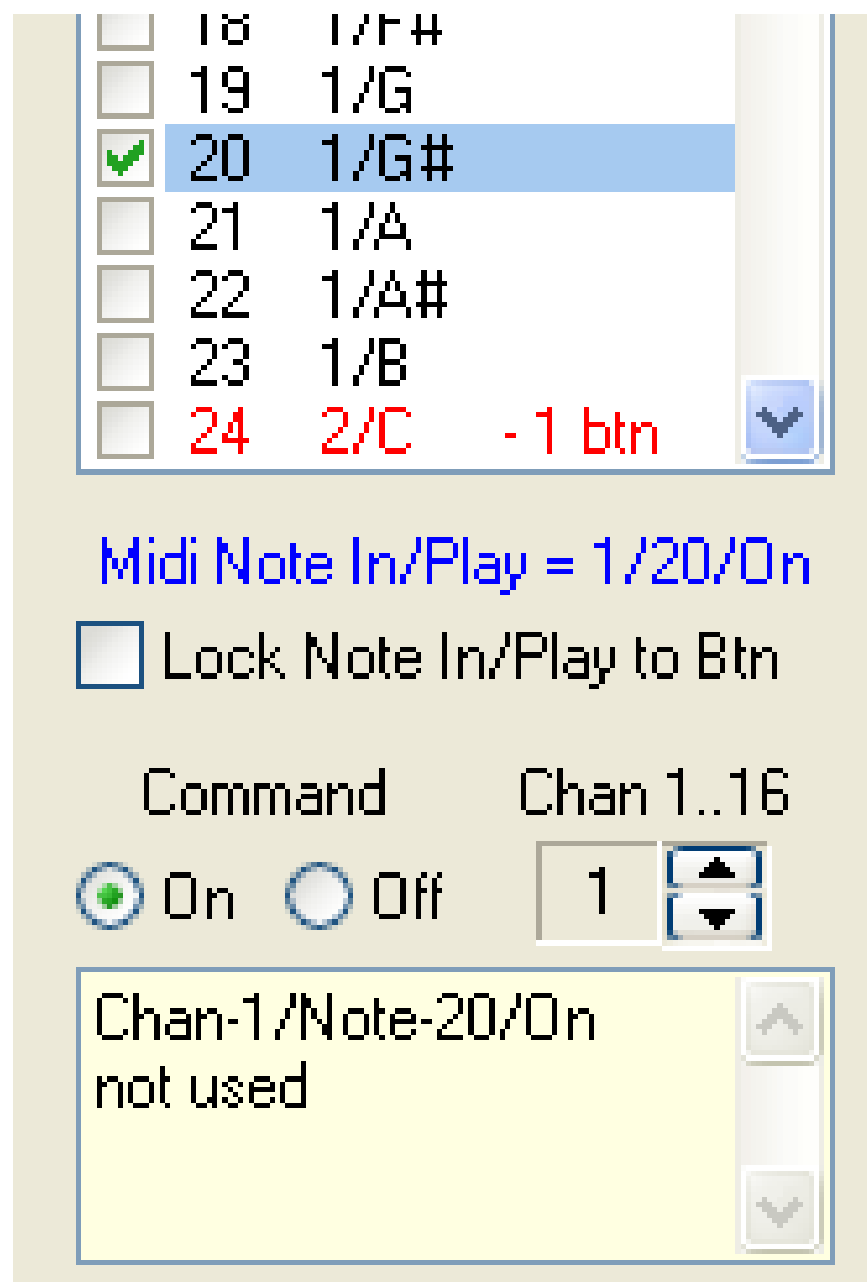 18 1/F#
19 1/G
20 1/G#
21 1/A
22 1/A#
23 1/B
24 2/C - 1 btn
Midi Note In/Play = 1/20/On
Lock Note In/Play to Btn
Command Chan 1..16
On Off 1
Chan-1/Note-20/On
not used